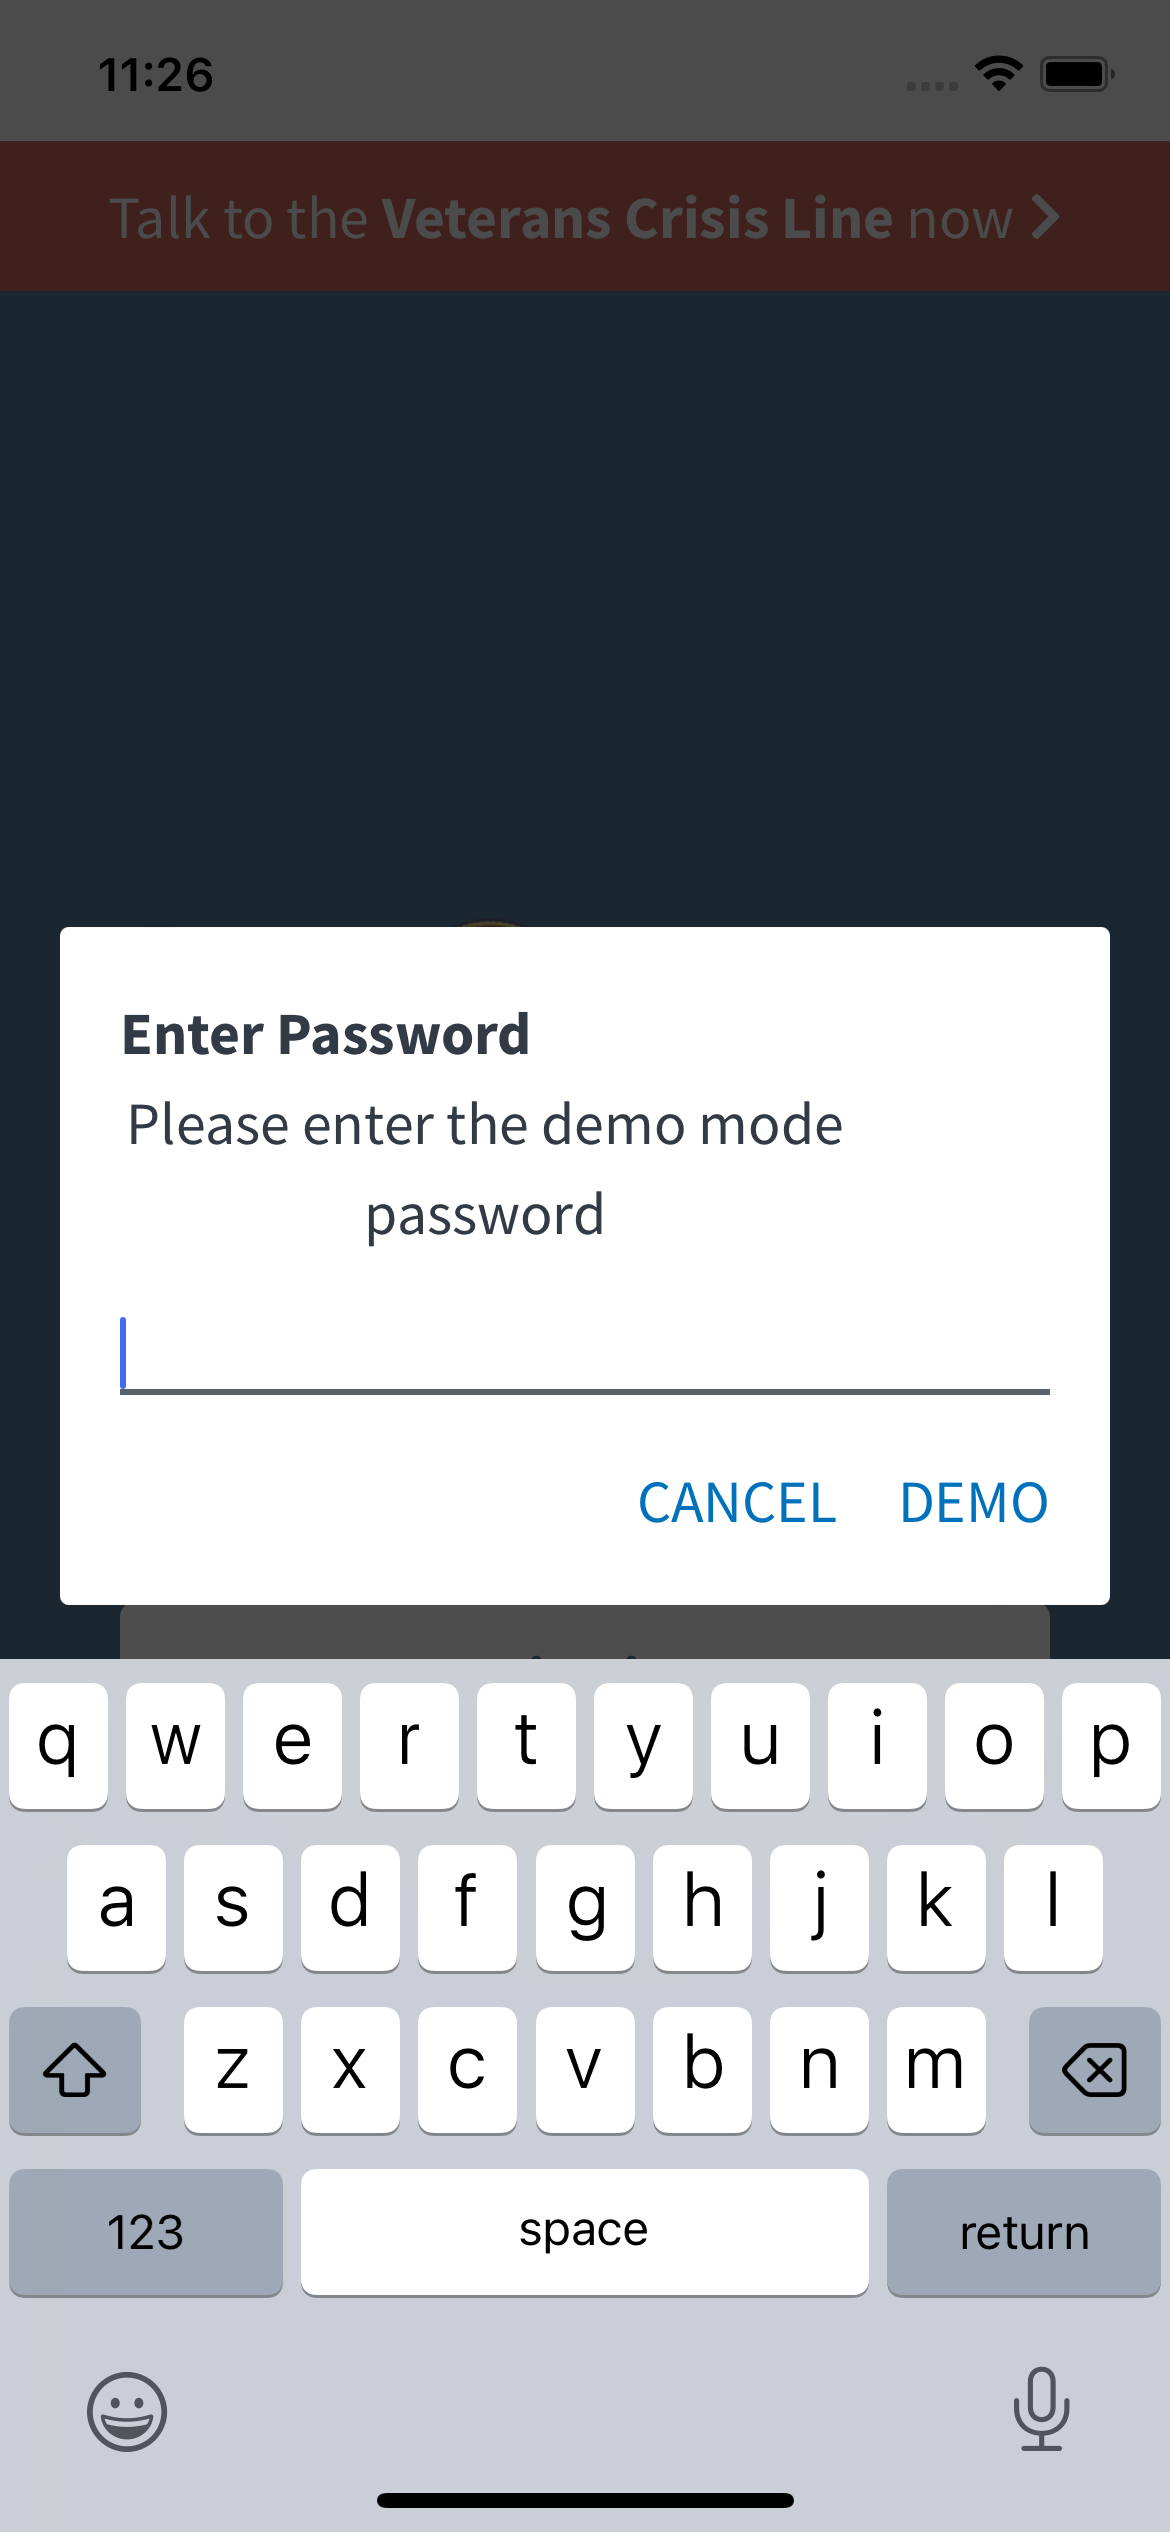 11:26
Talk to the Veterans Crisis Line now
Enter Password
Please enter the demo mode
password
CANCEL DEMO
q w e r t y u i o p
a s d f g h j k l
z x c v b n m
123 space return